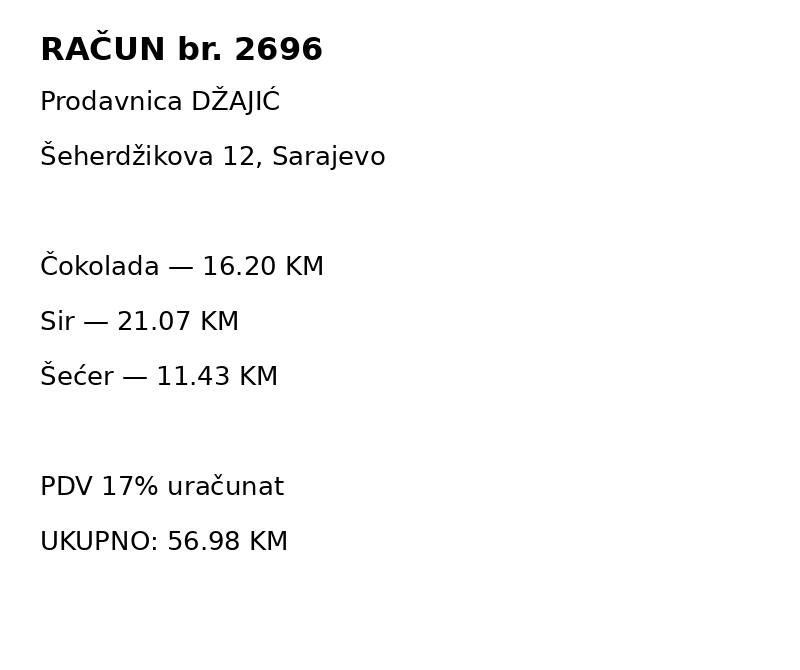 RAČUN br. 2696
Prodavnica DŽAJIĆ
Šeherdžikova 12, Sarajevo
Čokolada — 16.20 KM
Sir — 21.07 KM
Šećer — 11.43 KM
PDV 17% uračunat
UKUPNO: 56.98 KM